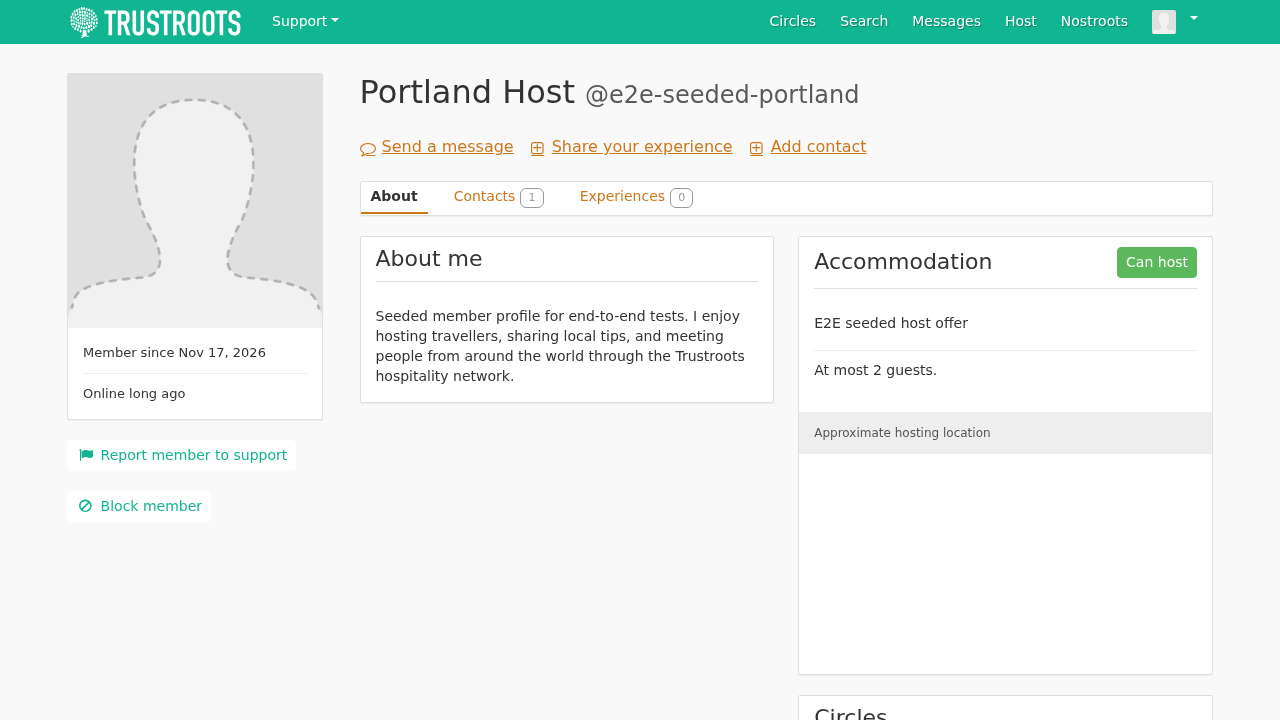 TRUSTROOTS Support Circles Search Messages Host Nostroots
Portland Host @e2e-seeded-portland
Send a message Share your experience Add contact
About Contacts 1 Experiences 0
Member since Nov 17, 2026
Online long ago
Report member to support
Block member
About me
Seeded member profile for end-to-end tests. I enjoy
hosting travellers, sharing local tips, and meeting
people from around the world through the Trustroots
hospitality network.
Accommodation Can host
E2E seeded host offer
At most 2 guests.
Approximate hosting location
Circles